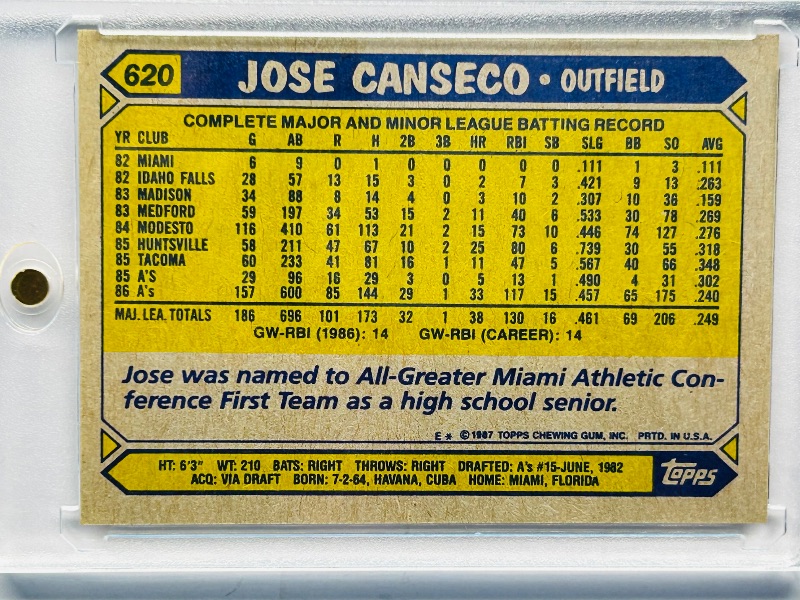 620 JOSE CANSECO • OUTFIELD
COMPLETE MAJOR AND MINOR LEAGUE BATTING RECORD
YR CLUB G AB R H 2B 3B HR RBI SB SLG BB SO AVG
82 MIAMI 6 9 0 1 0 0 0 0 0 .111 1 3 .111
82 IDAHO FALLS 28 57 13 15 3 0 2 7 3 .421 9 13 .263
83 MADISON 34 88 8 14 4 0 3 10 2 .307 10 36 .159
83 MEDFORD 59 197 34 53 15 2 11 40 6 .533 30 78 .269
84 MODESTO 116 410 61 113 21 2 15 73 10 .446 74 127 .276
85 HUNTSVILLE 58 211 47 67 10 2 25 80 6 .739 30 55 .318
85 TACOMA 60 233 41 81 16 1 11 47 5 .567 40 66 .348
85 A'S 29 96 16 29 3 0 5 13 1 .490 4 31 .302
86 A's 157 600 85 144 29 1 33 117 15 .457 65 175 .240
MAJ. LEA. TOTALS 186 696 101 173 32 1 38 130 16 .461 69 206 .249
GW-RBI (1986): 14 GW-RBI (CAREER): 14
Jose was named to All-Greater Miami Athletic Con-
ference First Team as a high school senior.
E* ©1987 TOPPS CHEWING GUM, INC. PRTD. IN U.S.A.
HT: 6'3" WT: 210 BATS: RIGHT THROWS: RIGHT DRAFTED: A's #15-JUNE, 1982
ACQ: VIA DRAFT BORN: 7-2-64, HAVANA, CUBA HOME: MIAMI, FLORIDA
topps